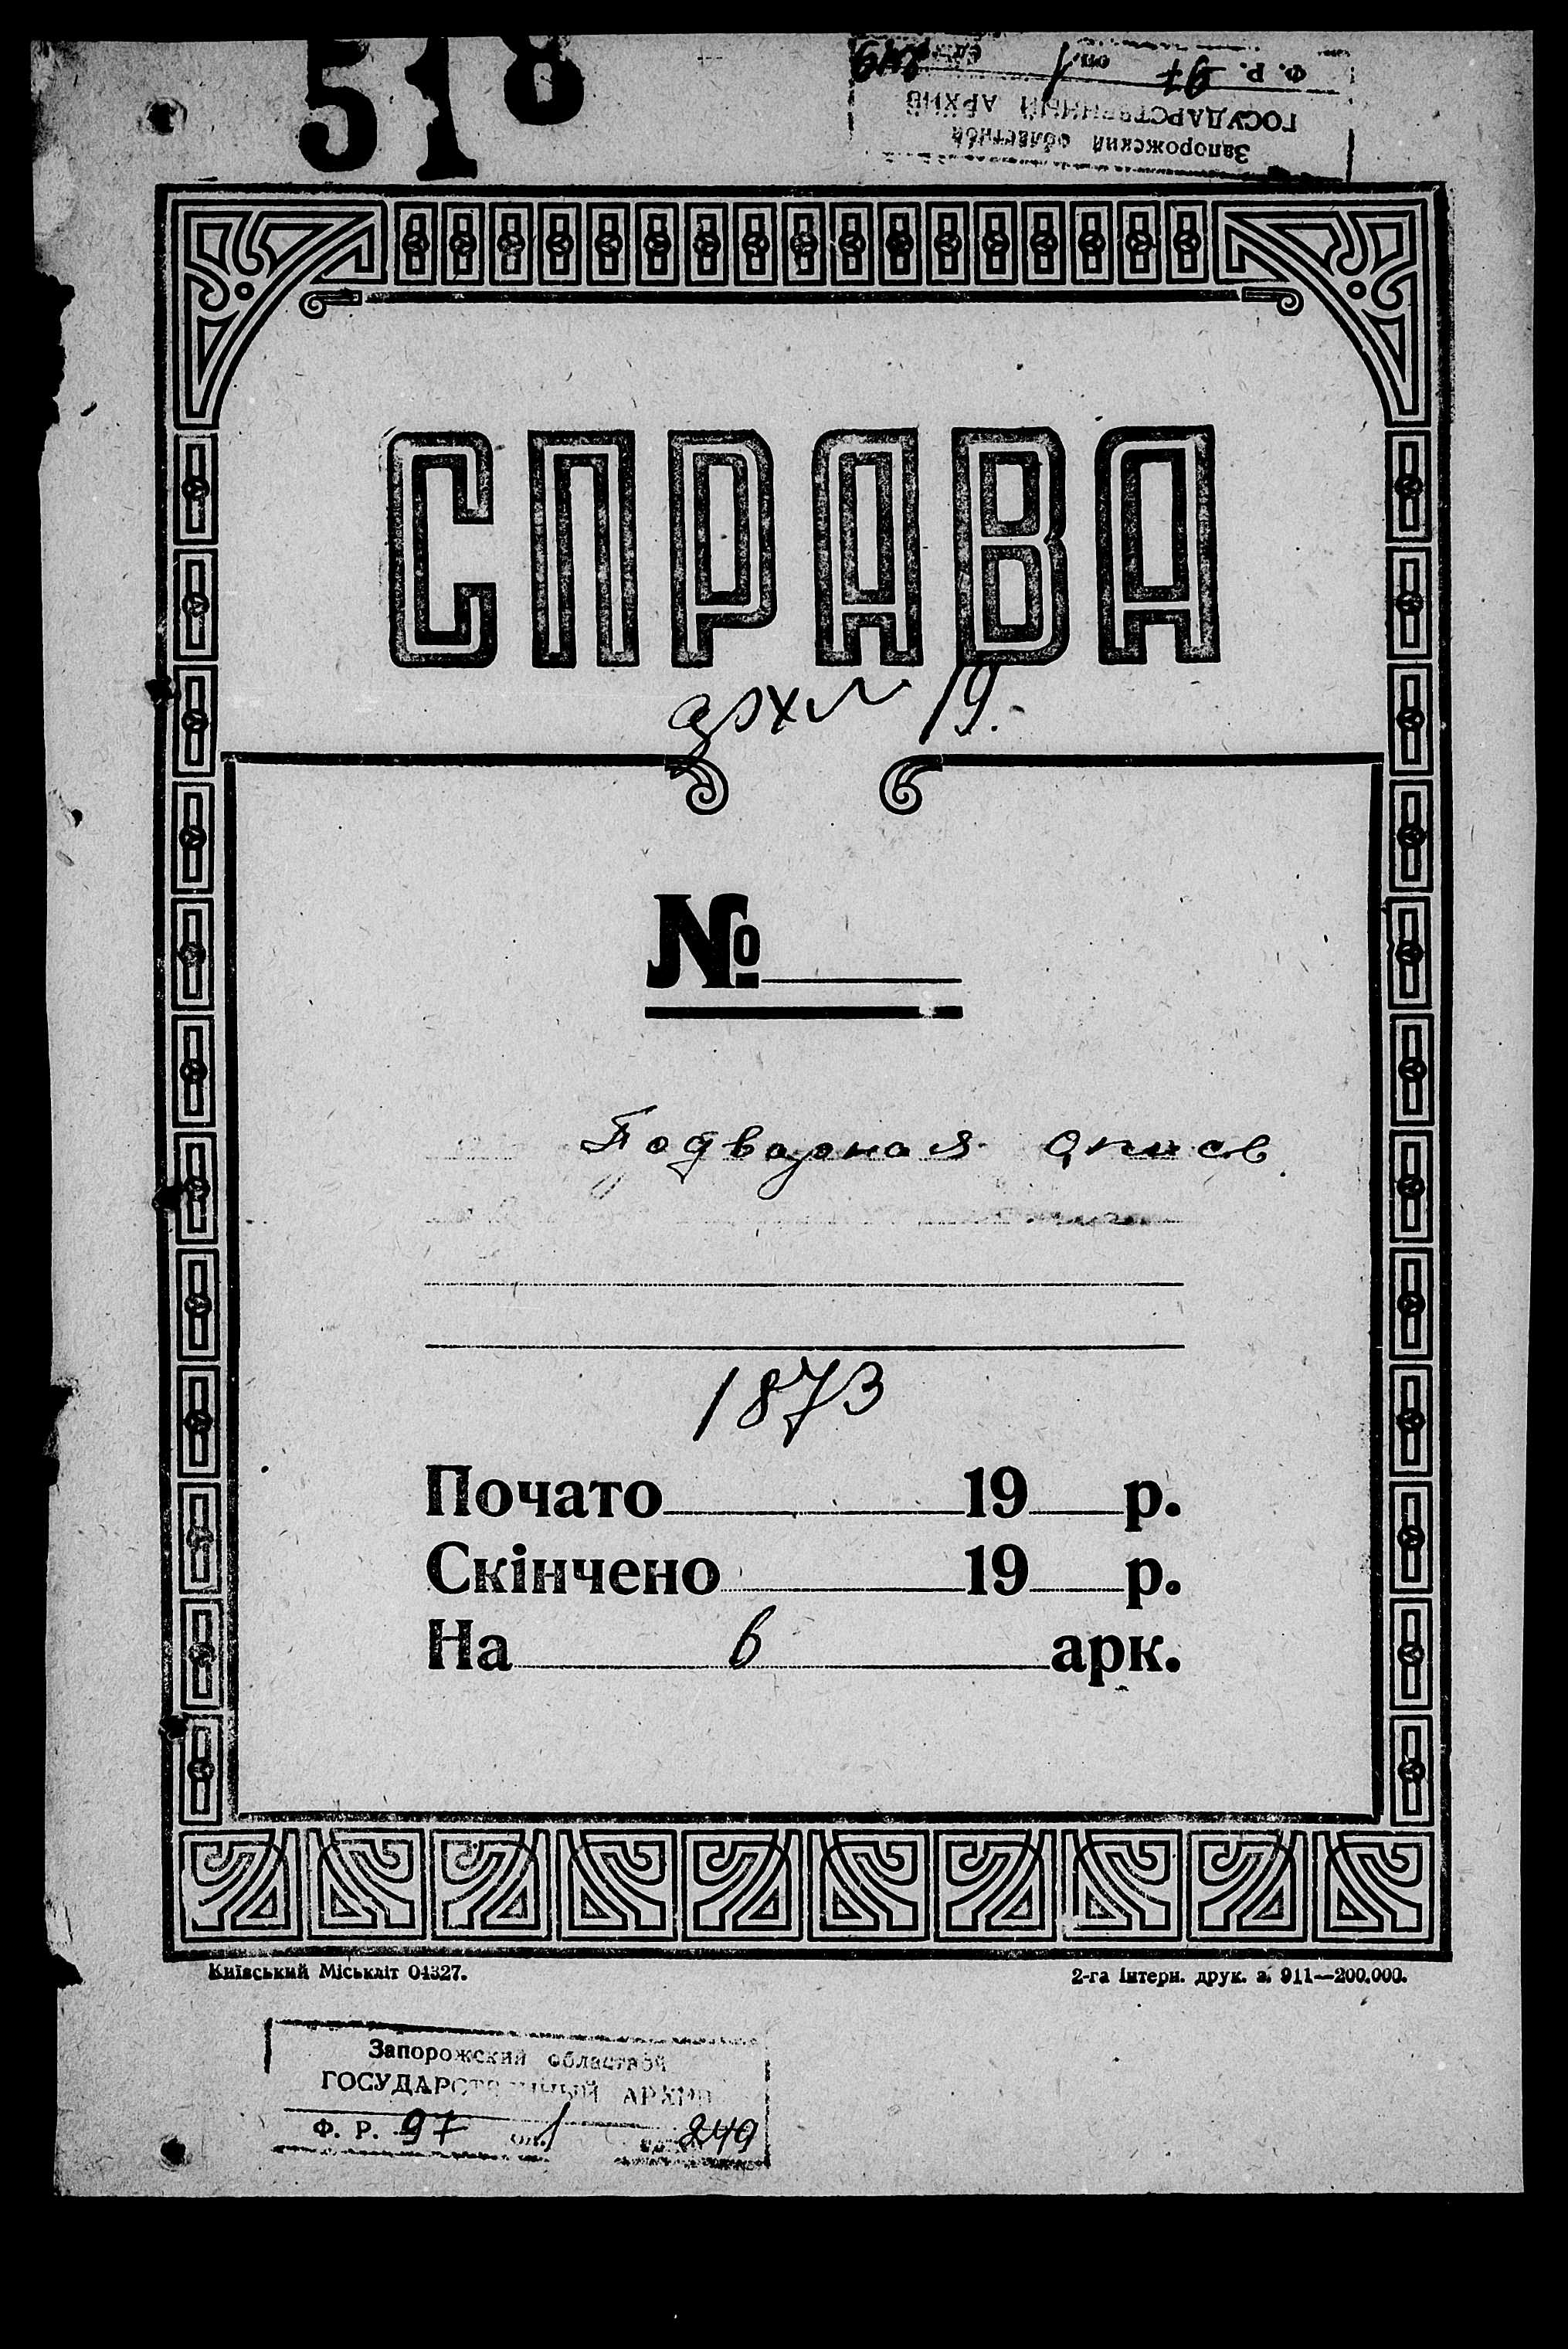 518
Запорожский областной
ГОСУДАРСТВЕННЫЙ АРХИВ
Ф. Р. 97 оп. 1 ед. 249
СПРАВА
19.
№
Подворная опись
1873
Почато 19 р.
Скінчено 19 р.
На 6 арк.
Київський Міськліт 04327.
2-га інтерн. друк. з. 911—200.000.
Запорожский областной
ГОСУДАРСТВЕННЫЙ АРХИВ
Ф. Р. 97 оп. 1 249